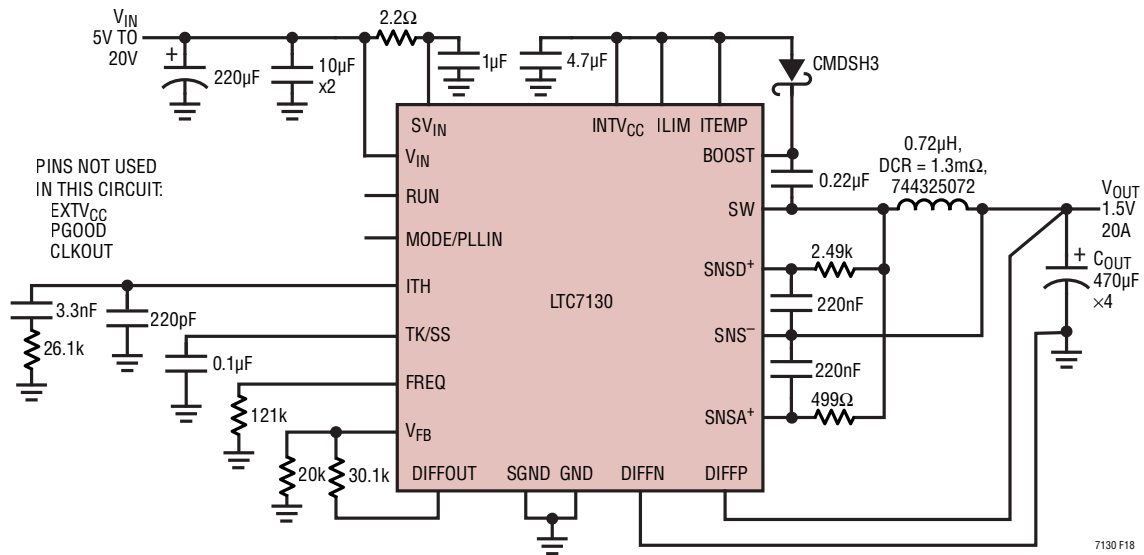 V_IN
5V TO
20V
2.2Ω
+
220µF
10µF
x2
1µF
4.7µF
CMDSH3
PINS NOT USED
IN THIS CIRCUIT:
EXTV_CC
PGOOD
CLKOUT
SV_IN
INTV_CC
ILIM
ITEMP
V_IN
BOOST
RUN
SW
MODE/PLLIN
SNSD+
ITH
LTC7130
TK/SS
SNS−
FREQ
SNSA+
V_FB
DIFFOUT
SGND
GND
DIFFN
DIFFP
0.22µF
0.72µH,
DCR = 1.3mΩ,
744325072
V_OUT
1.5V
20A
2.49k
220nF
220nF
499Ω
+
C_OUT
470µF
×4
3.3nF
220pF
26.1k
0.1µF
121k
20k
30.1k
7130 F18